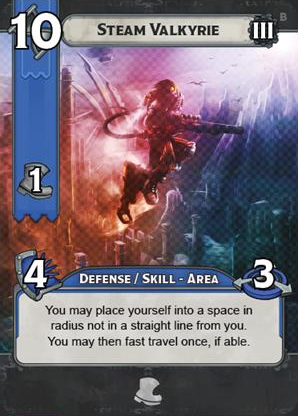 10
STEAM VALKYRIE
III
B
1
4
DEFENSE / SKILL - AREA
3
You may place yourself into a space in
radius not in a straight line from you.
You may then fast travel once, if able.